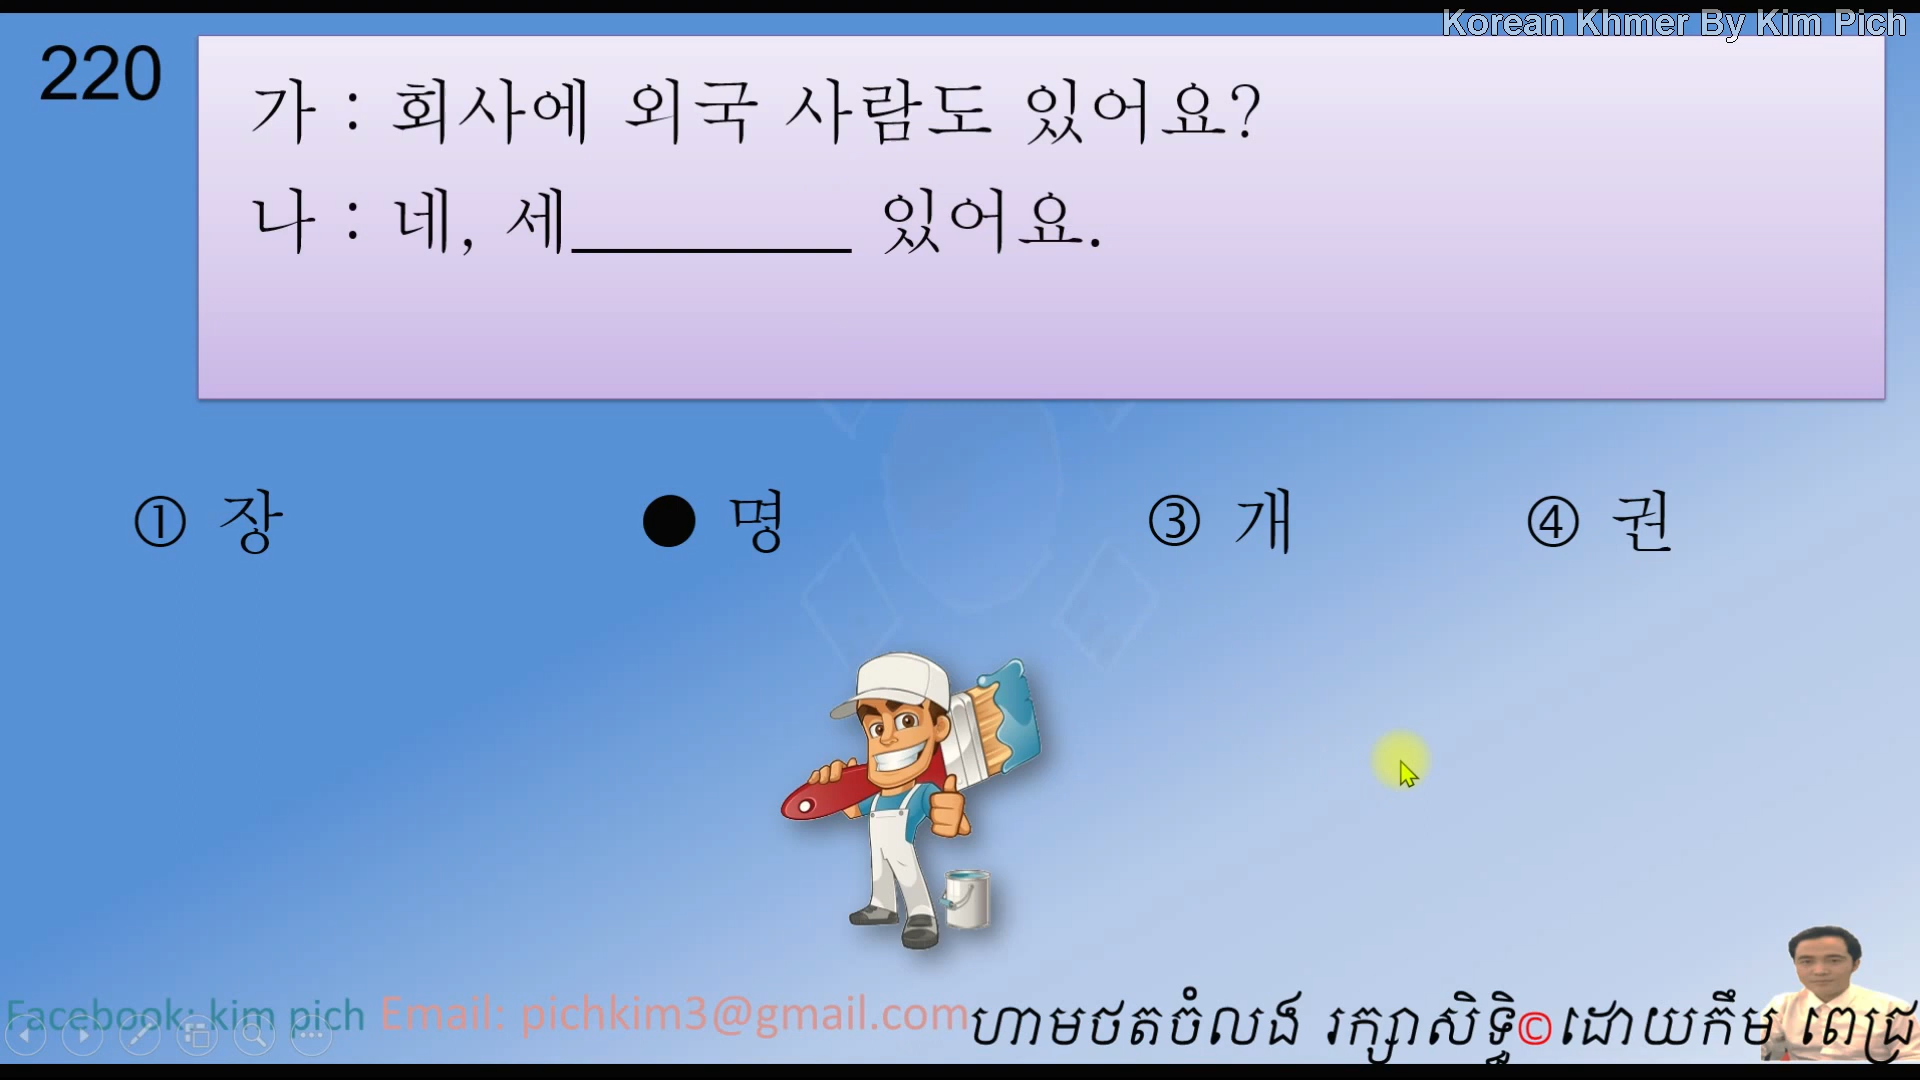 Korean Khmer By Kim Pich
220
가 : 회사에 외국 사람도 있어요?
나 : 네, 세________ 있어요.
① 장
● 명
③ 개
④ 권
Facebook: kim pich Email: pichkim3@gmail.com ហាមថតចំលង រក្សាសិទ្ធិ©ដោយកឹម ពេជ្រ